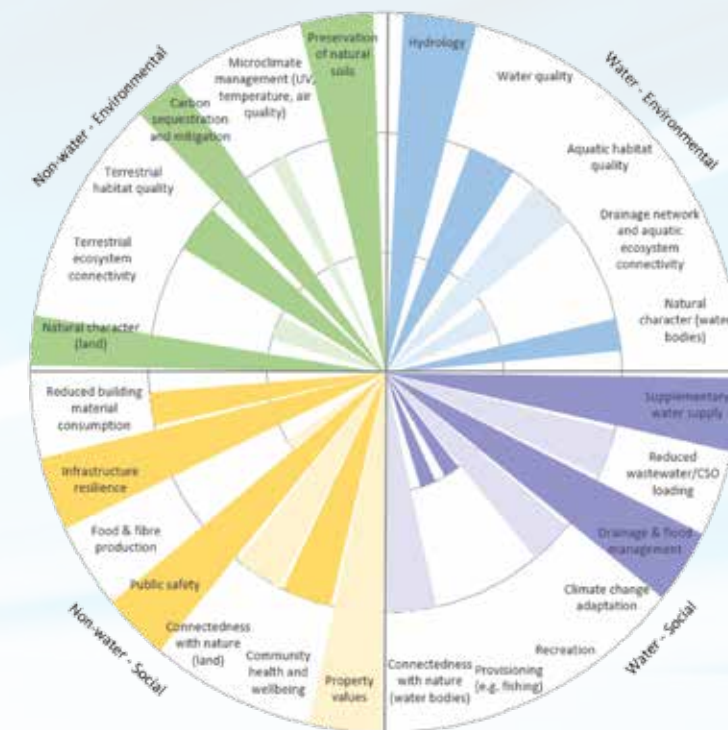 Non-water - Environmental
Water - Environmental
Preservation
of natural
soils
Microclimate
management (UV,
temperature, air
quality)
Carbon
sequestration
and mitigation
Terrestrial
habitat quality
Terrestrial
ecosystem
connectivity
Natural character
(land)
Hydrology
Water quality
Aquatic habitat
quality
Drainage network
and aquatic
ecosystem
connectivity
Natural
character (water
bodies)
Supplementary
water supply
Reduced
wastewater/CSO
loading
Drainage & flood
management
Climate change
adaptation
Recreation
Provisioning
(e.g. fishing)
Connectedness
with nature
(water bodies)
Water - Social
Reduced building
material
consumption
Infrastructure
resilience
Food & fibre
production
Public safety
Connectedness
with nature
(land)
Community
health and
wellbeing
Property
values
Non-water - Social